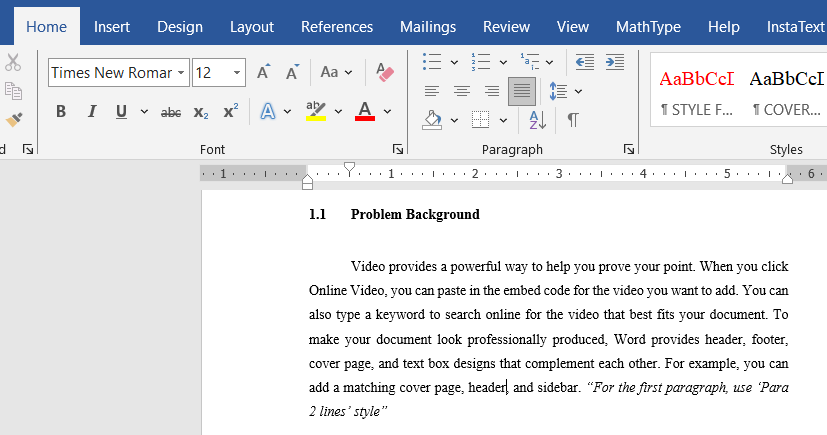 Home Insert Design Layout References Mailings Review View MathType Help InstaText
Times New Romar 12 Aa
AaBbCcI AaBbCcI
¶ STYLE F... ¶ COVER...
B I U abc x₂ x² A ab A
A Z ¶
d Font Paragraph Styles
1 1 2 3 4 5 6
1.1 Problem Background
Video provides a powerful way to help you prove your point. When you click
Online Video, you can paste in the embed code for the video you want to add. You can
also type a keyword to search online for the video that best fits your document. To
make your document look professionally produced, Word provides header, footer,
cover page, and text box designs that complement each other. For example, you can
add a matching cover page, header, and sidebar. “For the first paragraph, use ‘Para
2 lines’ style”